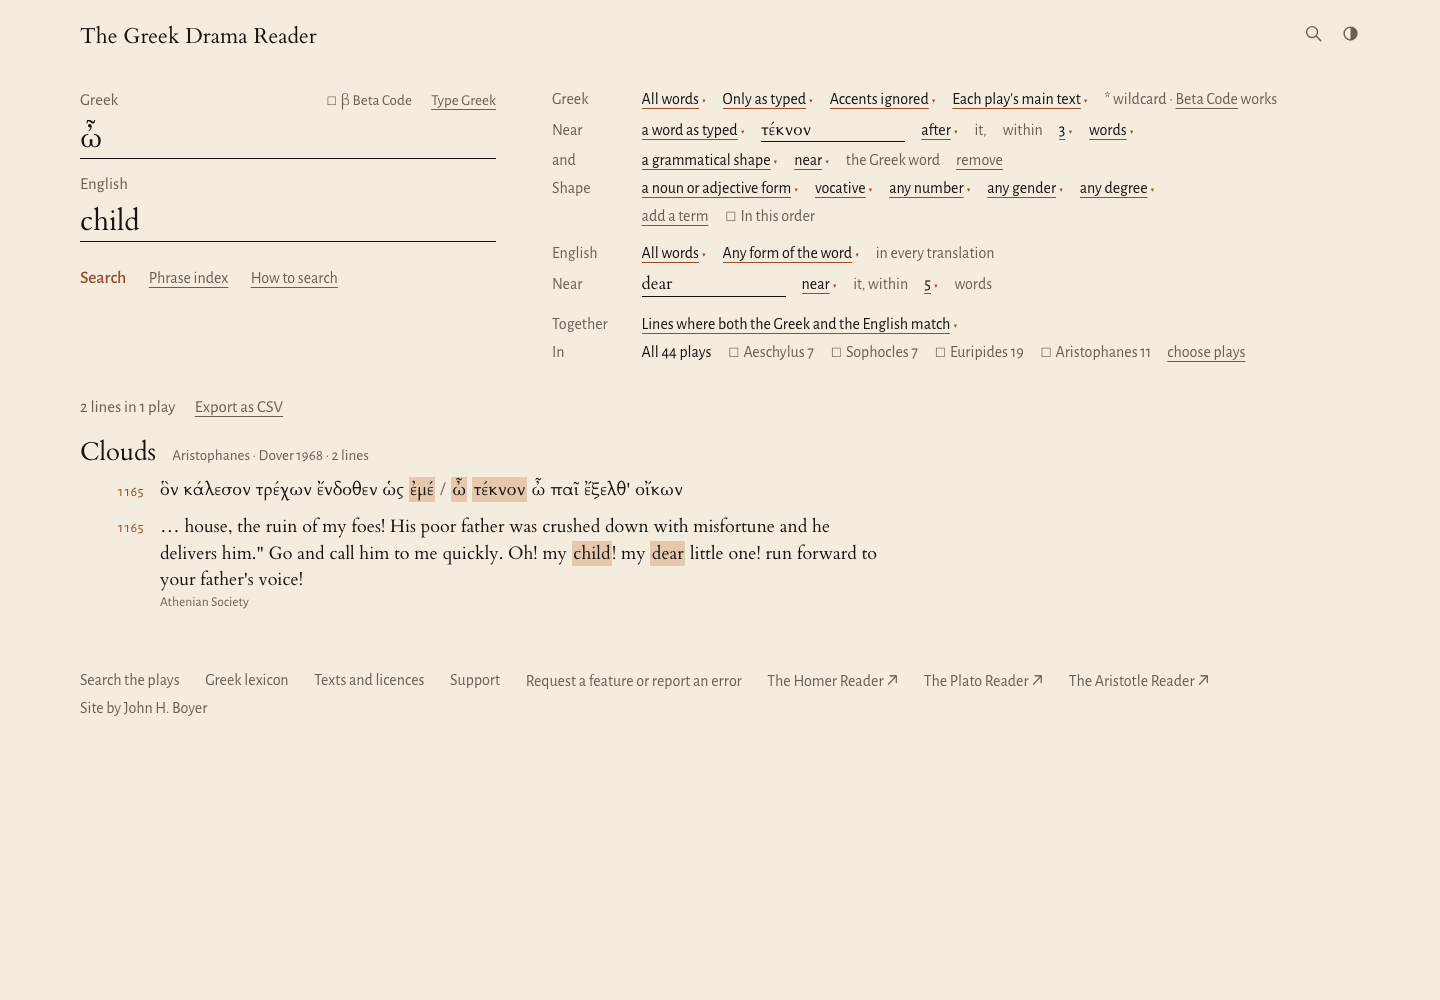 The Greek Drama Reader
Greek
□ β Beta Code Type Greek
ὦ
English
child
Search Phrase index How to search
Greek All words Only as typed Accents ignored Each play's main text * wildcard · Beta Code works
Near a word as typed τέκνον after it, within 3 words
and a grammatical shape near the Greek word remove
Shape a noun or adjective form vocative any number any gender any degree
add a term □ In this order
English All words Any form of the word in every translation
Near dear near it, within 5 words
Together Lines where both the Greek and the English match
In All 44 plays □ Aeschylus 7 □ Sophocles 7 □ Euripides 19 □ Aristophanes 11 choose plays
2 lines in 1 play Export as CSV
Clouds Aristophanes · Dover 1968 · 2 lines
1165 ὃν κάλεσον τρέχων ἔνδοθεν ὡς ἐμέ / ὦ τέκνον ὦ παῖ ἔξελθ' οἴκων
1165 … house, the ruin of my foes! His poor father was crushed down with misfortune and he
delivers him." Go and call him to me quickly. Oh! my child! my dear little one! run forward to
your father's voice!
Athenian Society
Search the plays Greek lexicon Texts and licences Support Request a feature or report an error The Homer Reader ↗ The Plato Reader ↗ The Aristotle Reader ↗
Site by John H. Boyer